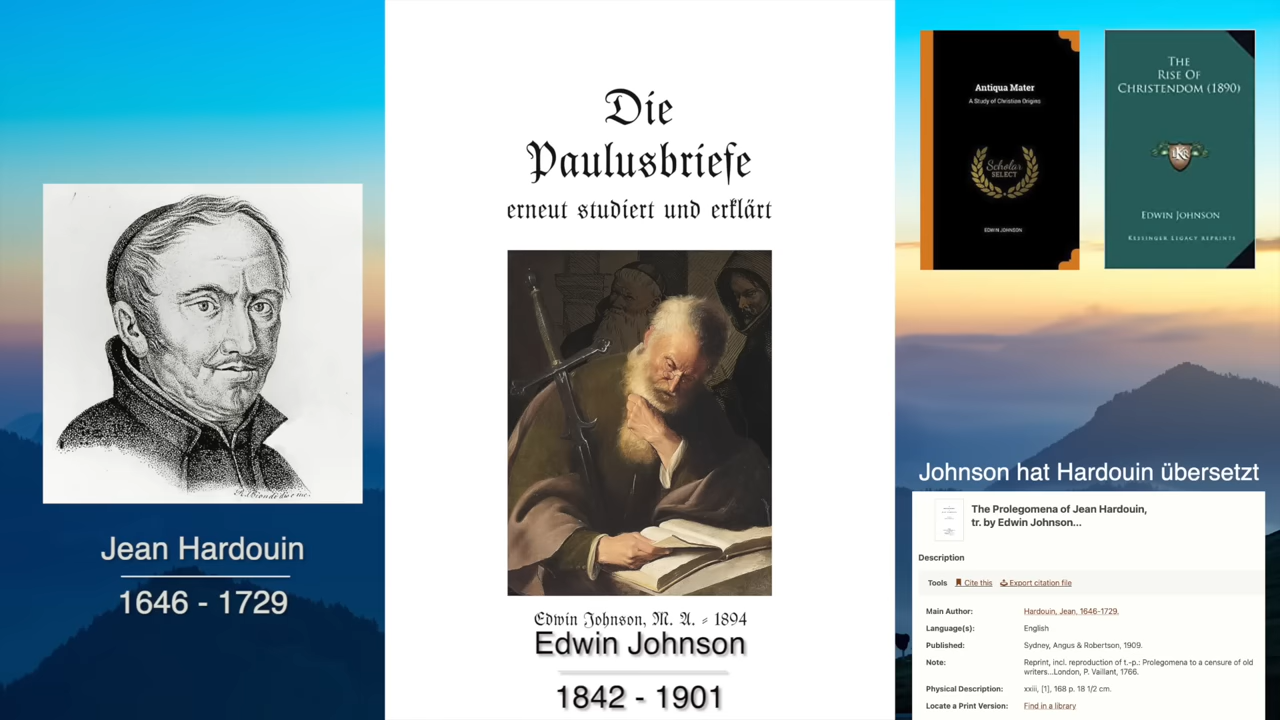 Jean Hardouin
1646 - 1729
Die
Paulusbriefe
erneut studiert und erklärt
Edwin Johnson, M. A. - 1894
Edwin Johnson
1842 - 1901
Antiqua Mater
A Study of Christian Origins
Scholar
SELECT
EDWIN JOHNSON
THE
RISE OF
CHRISTENDOM (1890)
EDWIN JOHNSON
KESSINGER LEGACY REPRINTS
Johnson hat Hardouin übersetzt
The Prolegomena of Jean Hardouin,
tr. by Edwin Johnson...
Description
Tools Cite this Export citation file
Main Author: Hardouin, Jean, 1646-1729.
Language(s): English
Published: Sydney, Angus & Robertson, 1909.
Note: Reprint, incl. reproduction of t.-p.: Prolegomena to a censure of old
writers...London, P. Vaillant, 1766.
Physical Description: xxiii, [1], 168 p. 18 1/2 cm.
Locate a Print Version: Find in a library